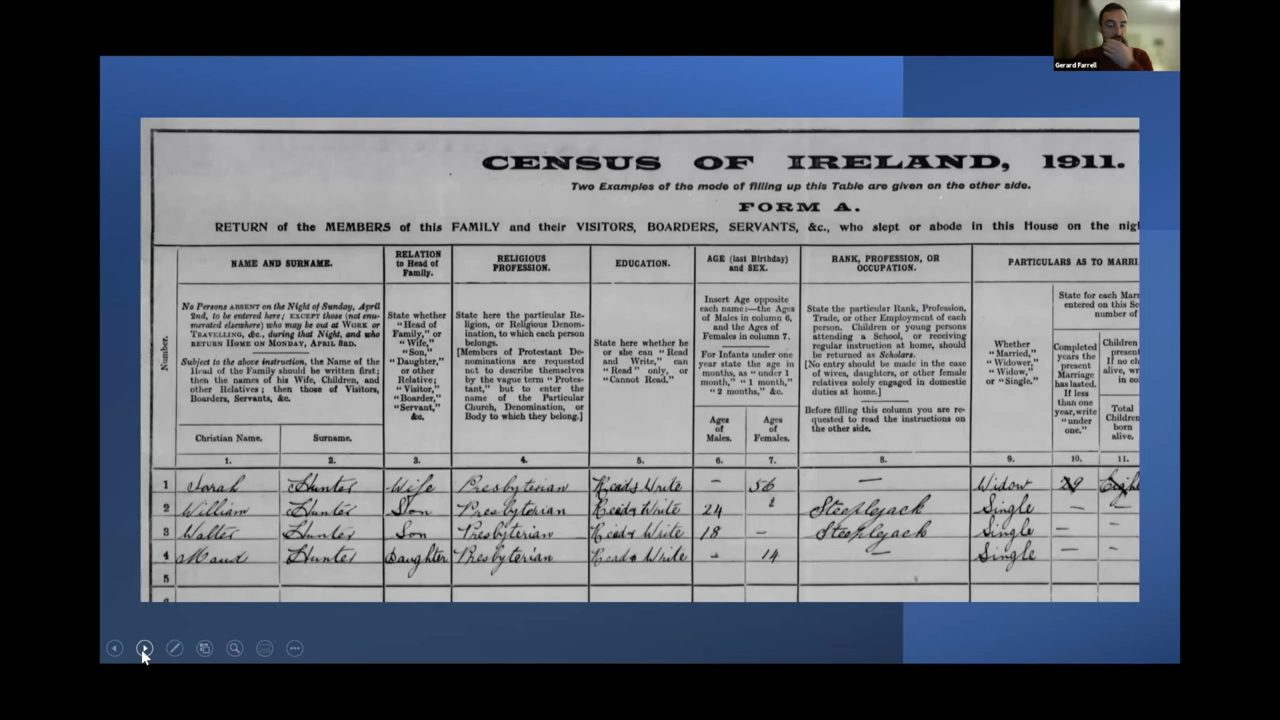 Gerard Farrell
CENSUS OF IRELAND, 1911.
Two Examples of the mode of filling up this Table are given on the other side.
FORM A.
RETURN of the MEMBERS of this FAMILY and their VISITORS, BOARDERS, SERVANTS, &c., who slept or abode in this House on the nig
Number.
NAME AND SURNAME.
No Persons ABSENT on the Night of Sunday, April
2nd, to be entered here; EXCEPT those (not enu-
merated elsewhere) who may be out at WORK or
TRAVELLING, &c., during that Night, and who
RETURN HOME ON MONDAY, APRIL 3RD.
Subject to the above instruction, the Name of the
Head of the Family should be written first;
then the names of his Wife, Children, and
other Relatives; then those of Visitors,
Boarders, Servants, &c.
Christian Name.
Surname.
RELATION
to Head of
Family.
State whether
"Head of
Family," or
"Wife,"
"Son,"
"Daughter,"
or other
Relative;
"Visitor,"
"Boarder,"
"Servant,"
&c.
RELIGIOUS
PROFESSION.
State here the particular Re-
ligion, or Religious Denom-
ination, to which each person
belongs.
[Members of Protestant De-
nominations are requested
not to describe themselves
by the vague term "Protes-
tant," but to enter the
name of the Particular
Church, Denomination, or
Body to which they belong.]
EDUCATION.
State here whether he
or she can "Read
and Write," can
"Read" only, or
"Cannot Read."
AGE (last Birthday)
and SEX.
Insert Age opposite
each name:—the Ages
of Males in column 6,
and the Ages of
Females in column 7.
For Infants under one
year state the age in
months, as "under 1
month," "1 month,"
"2 months," &c.
Ages
of
Males.
Ages
of
Females.
RANK, PROFESSION, OR
OCCUPATION.
State the particular Rank, Profession,
Trade, or other Employment of each
person. Children or young persons
attending a School, or receiving
regular instruction at home, should
be returned as Scholars.
[No entry should be made in the case
of wives, daughters, or other female
relatives solely engaged in domestic
duties at home.]
Before filling this column you are re-
quested to read the instructions on
the other side.
PARTICULARS AS TO MARRI
Whether
"Married,"
"Widower,"
"Widow,"
or "Single."
State for each Mar
entered on this Sc
number of
Completed
years the
present
Marriage
has lasted.
If less
than one
year, write
"under
one."
Children
present
alive, wr
If no ch
in co
Total
Children
born
alive.
1. 2. 3. 4. 5. 6. 7. 8. 9. 10. 11.
1 Sarah Hunter Wife Presbyterian Read & Write – 56 — Widow 29 Eigh
2 William Hunter Son Presbyterian Read & Write 24 Steeplejack Single – –
3 Walter Hunter Son Presbyterian Read & Write 18 – Steeplejack Single – –
4 Maud Hunter Daughter Presbyterian Read & Write – 14 – Single – –
5